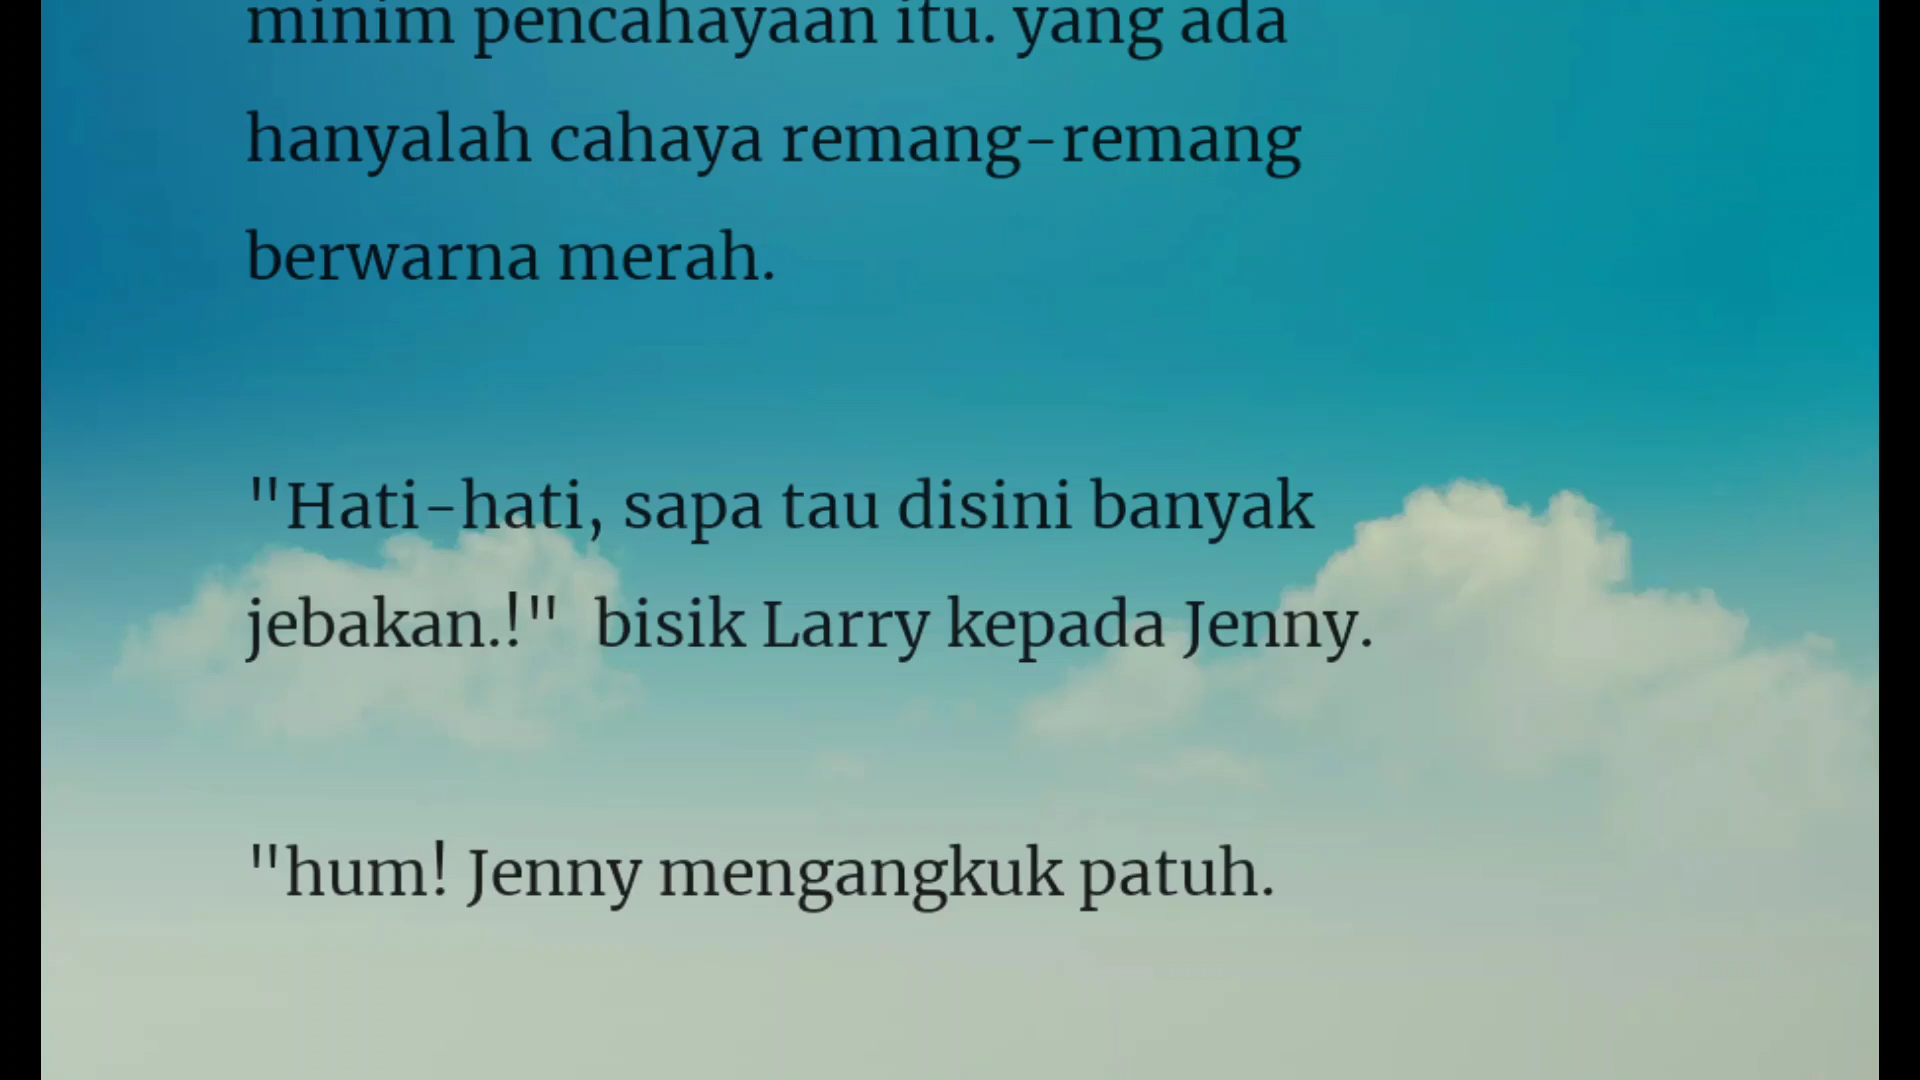 minim pencahayaan itu. yang ada
hanyalah cahaya remang-remang
berwarna merah.
"Hati-hati, sapa tau disini banyak
jebakan.!"  bisik Larry kepada Jenny.
"hum! Jenny mengangkuk patuh.